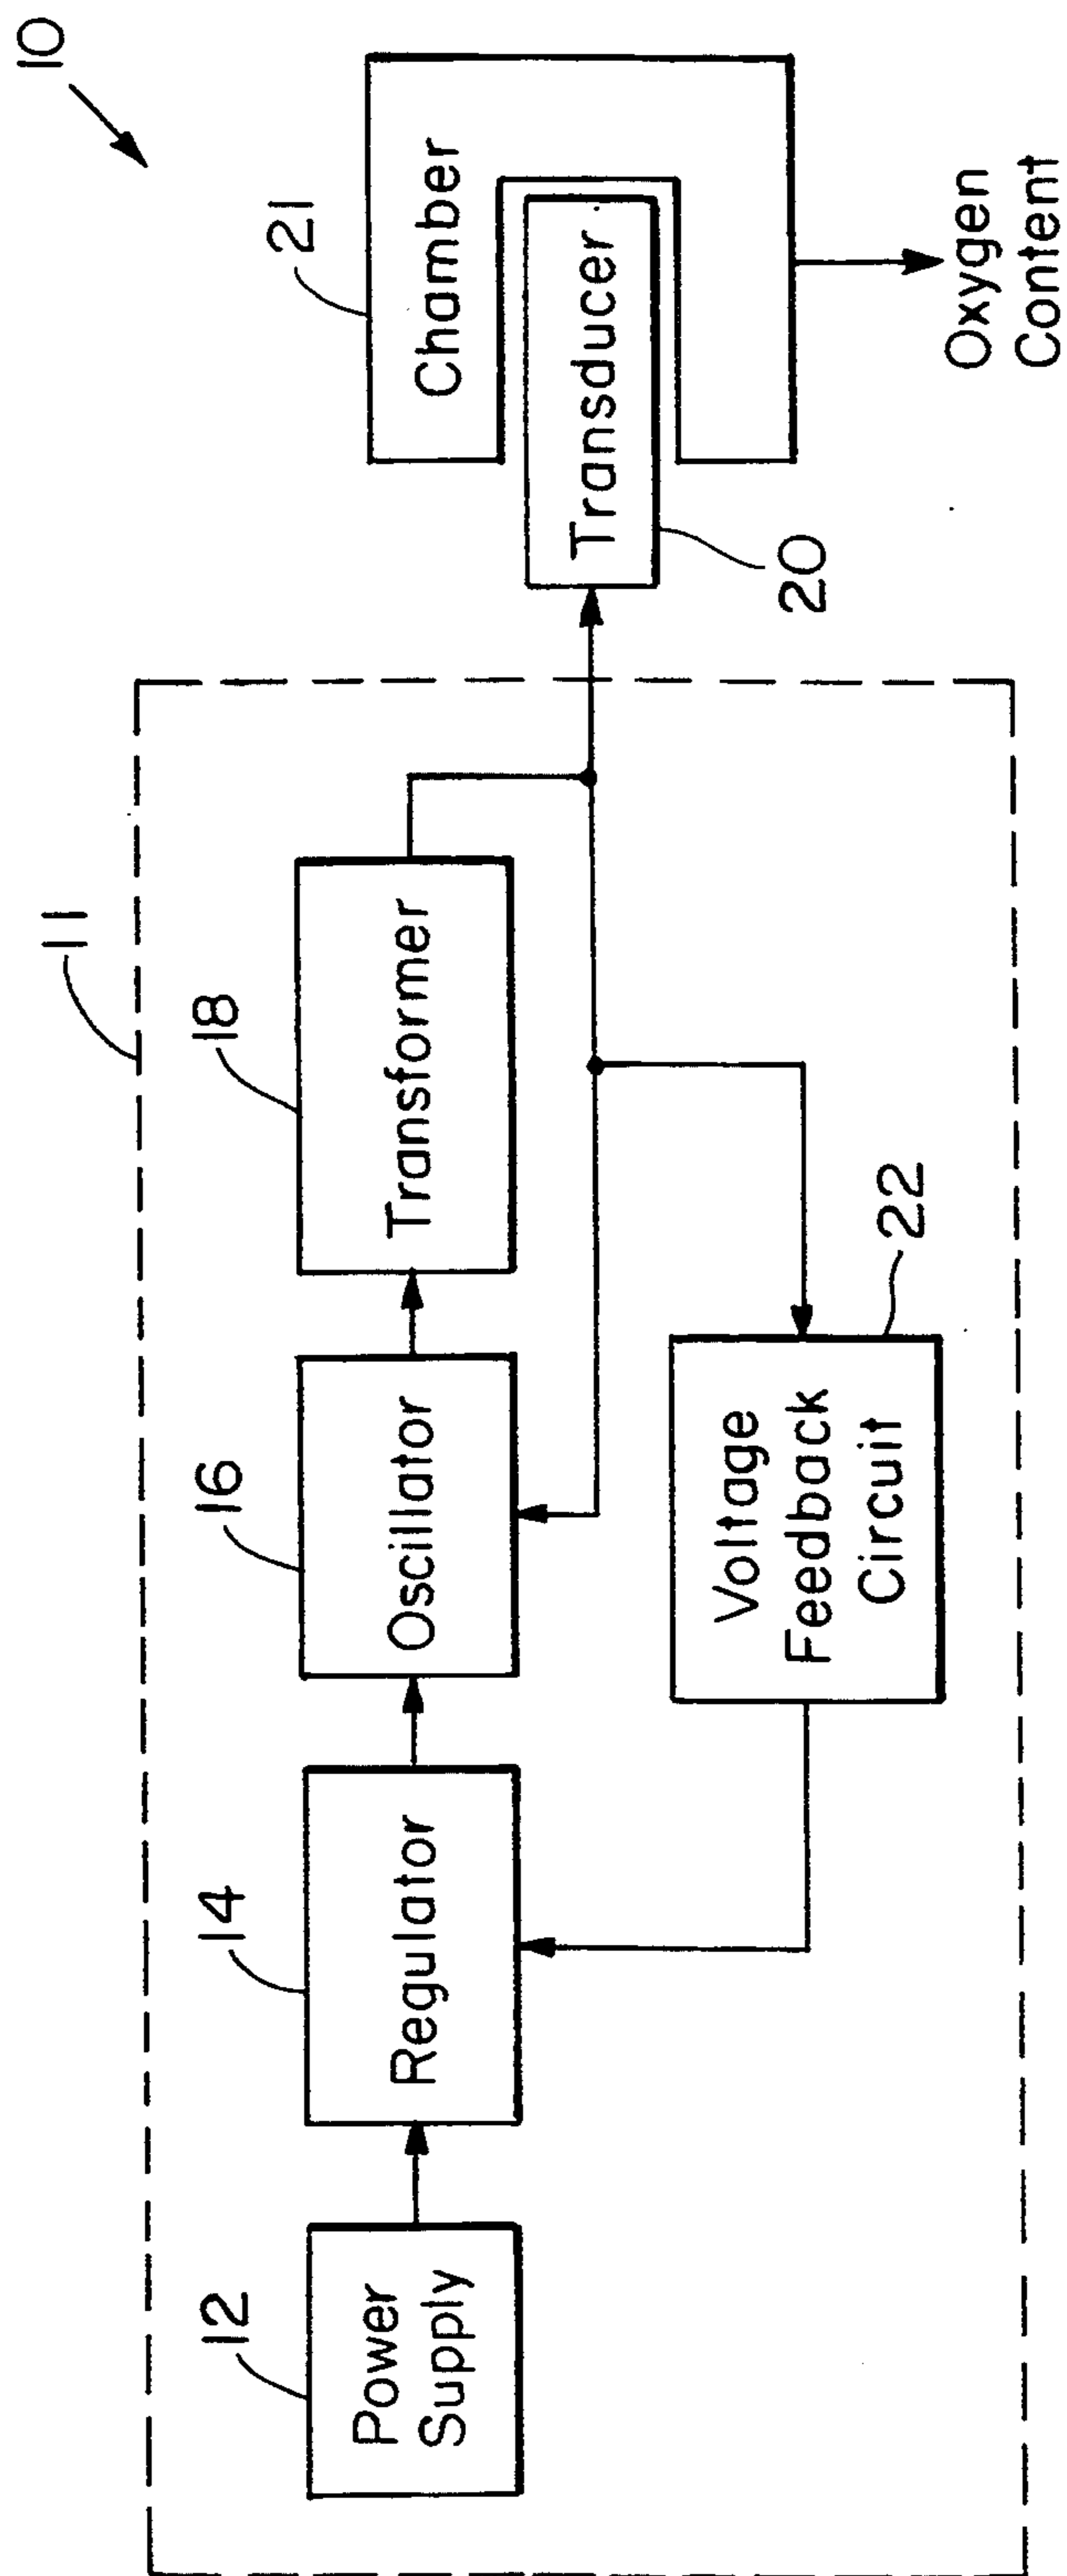 10
11
12
Power
Supply
14
Regulator
16
Oscillator
18
Transformer
20
Transducer
21
Chamber
22
Voltage
Feedback
Circuit
Oxygen
Content